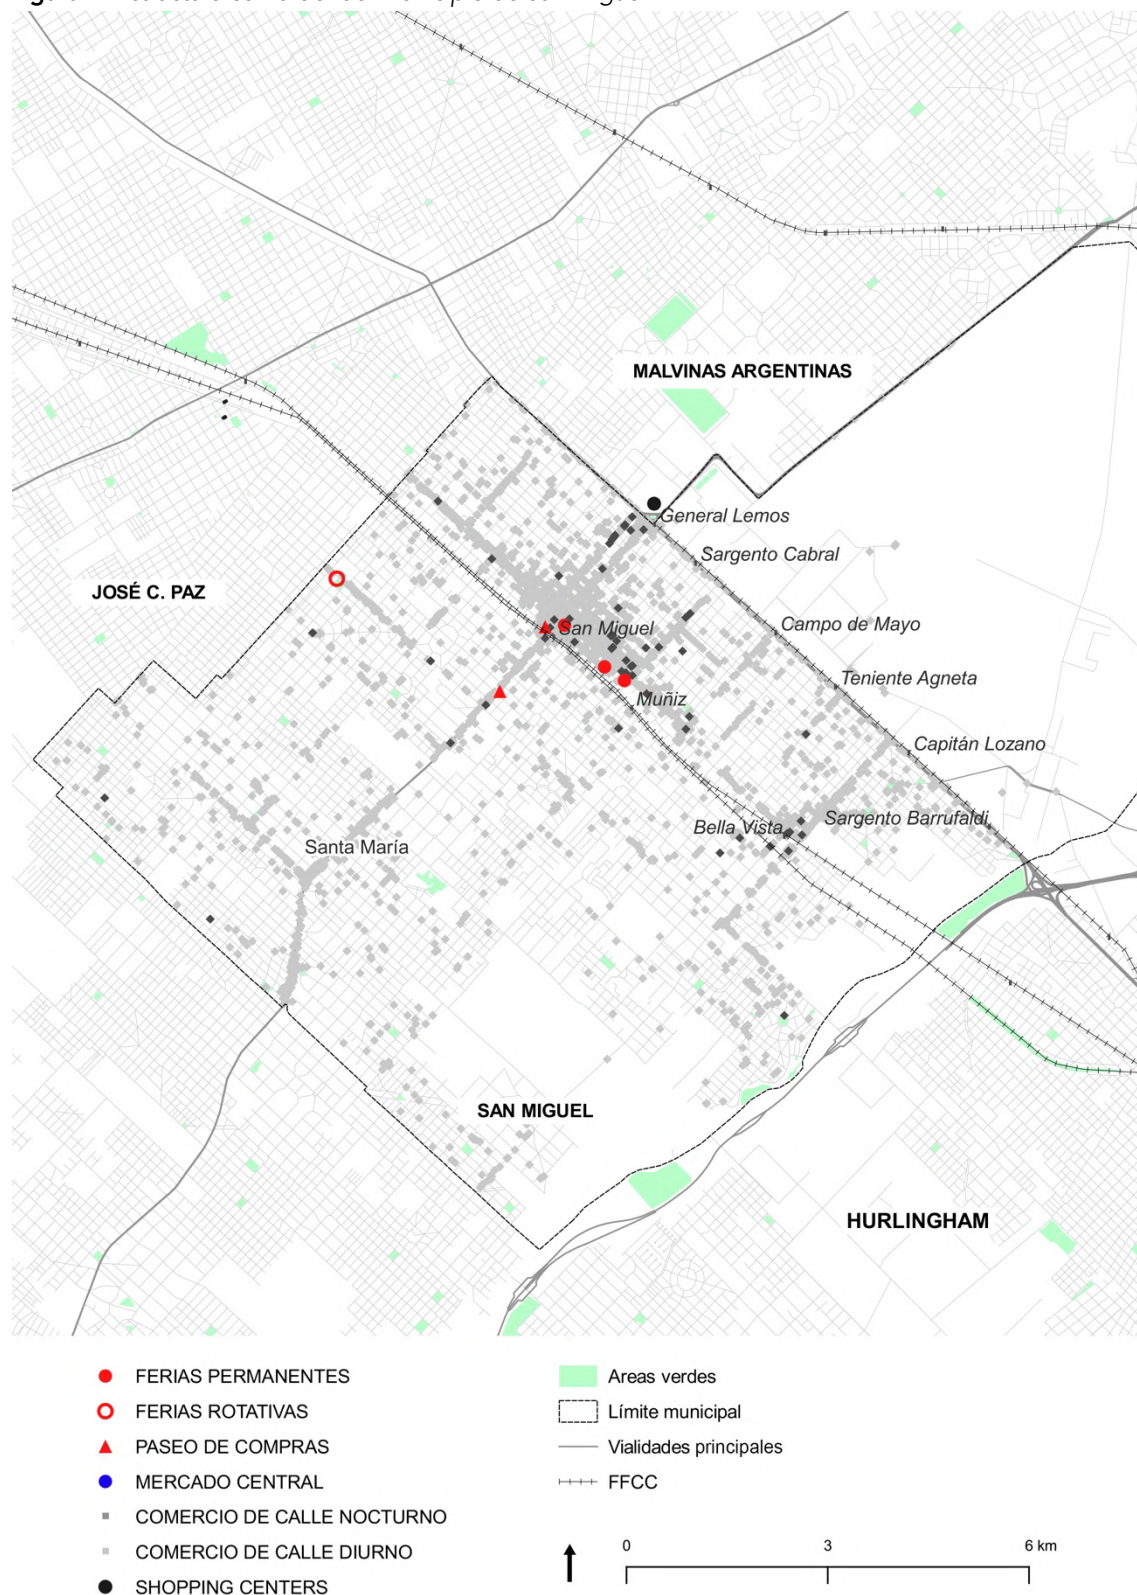 MALVINAS ARGENTINAS
General Lemos
Sargento Cabral
JOSÉ C. PAZ
San Miguel
Campo de Mayo
Teniente Agneta
Muñiz
Capitán Lozano
Bella Vista
Sargento Barrufaldi
Santa María
SAN MIGUEL
HURLINGHAM
FERIAS PERMANENTES
FERIAS ROTATIVAS
PASEO DE COMPRAS
MERCADO CENTRAL
COMERCIO DE CALLE NOCTURNO
COMERCIO DE CALLE DIURNO
SHOPPING CENTERS
Areas verdes
Límite municipal
Vialidades principales
FFCC
0 3 6 km